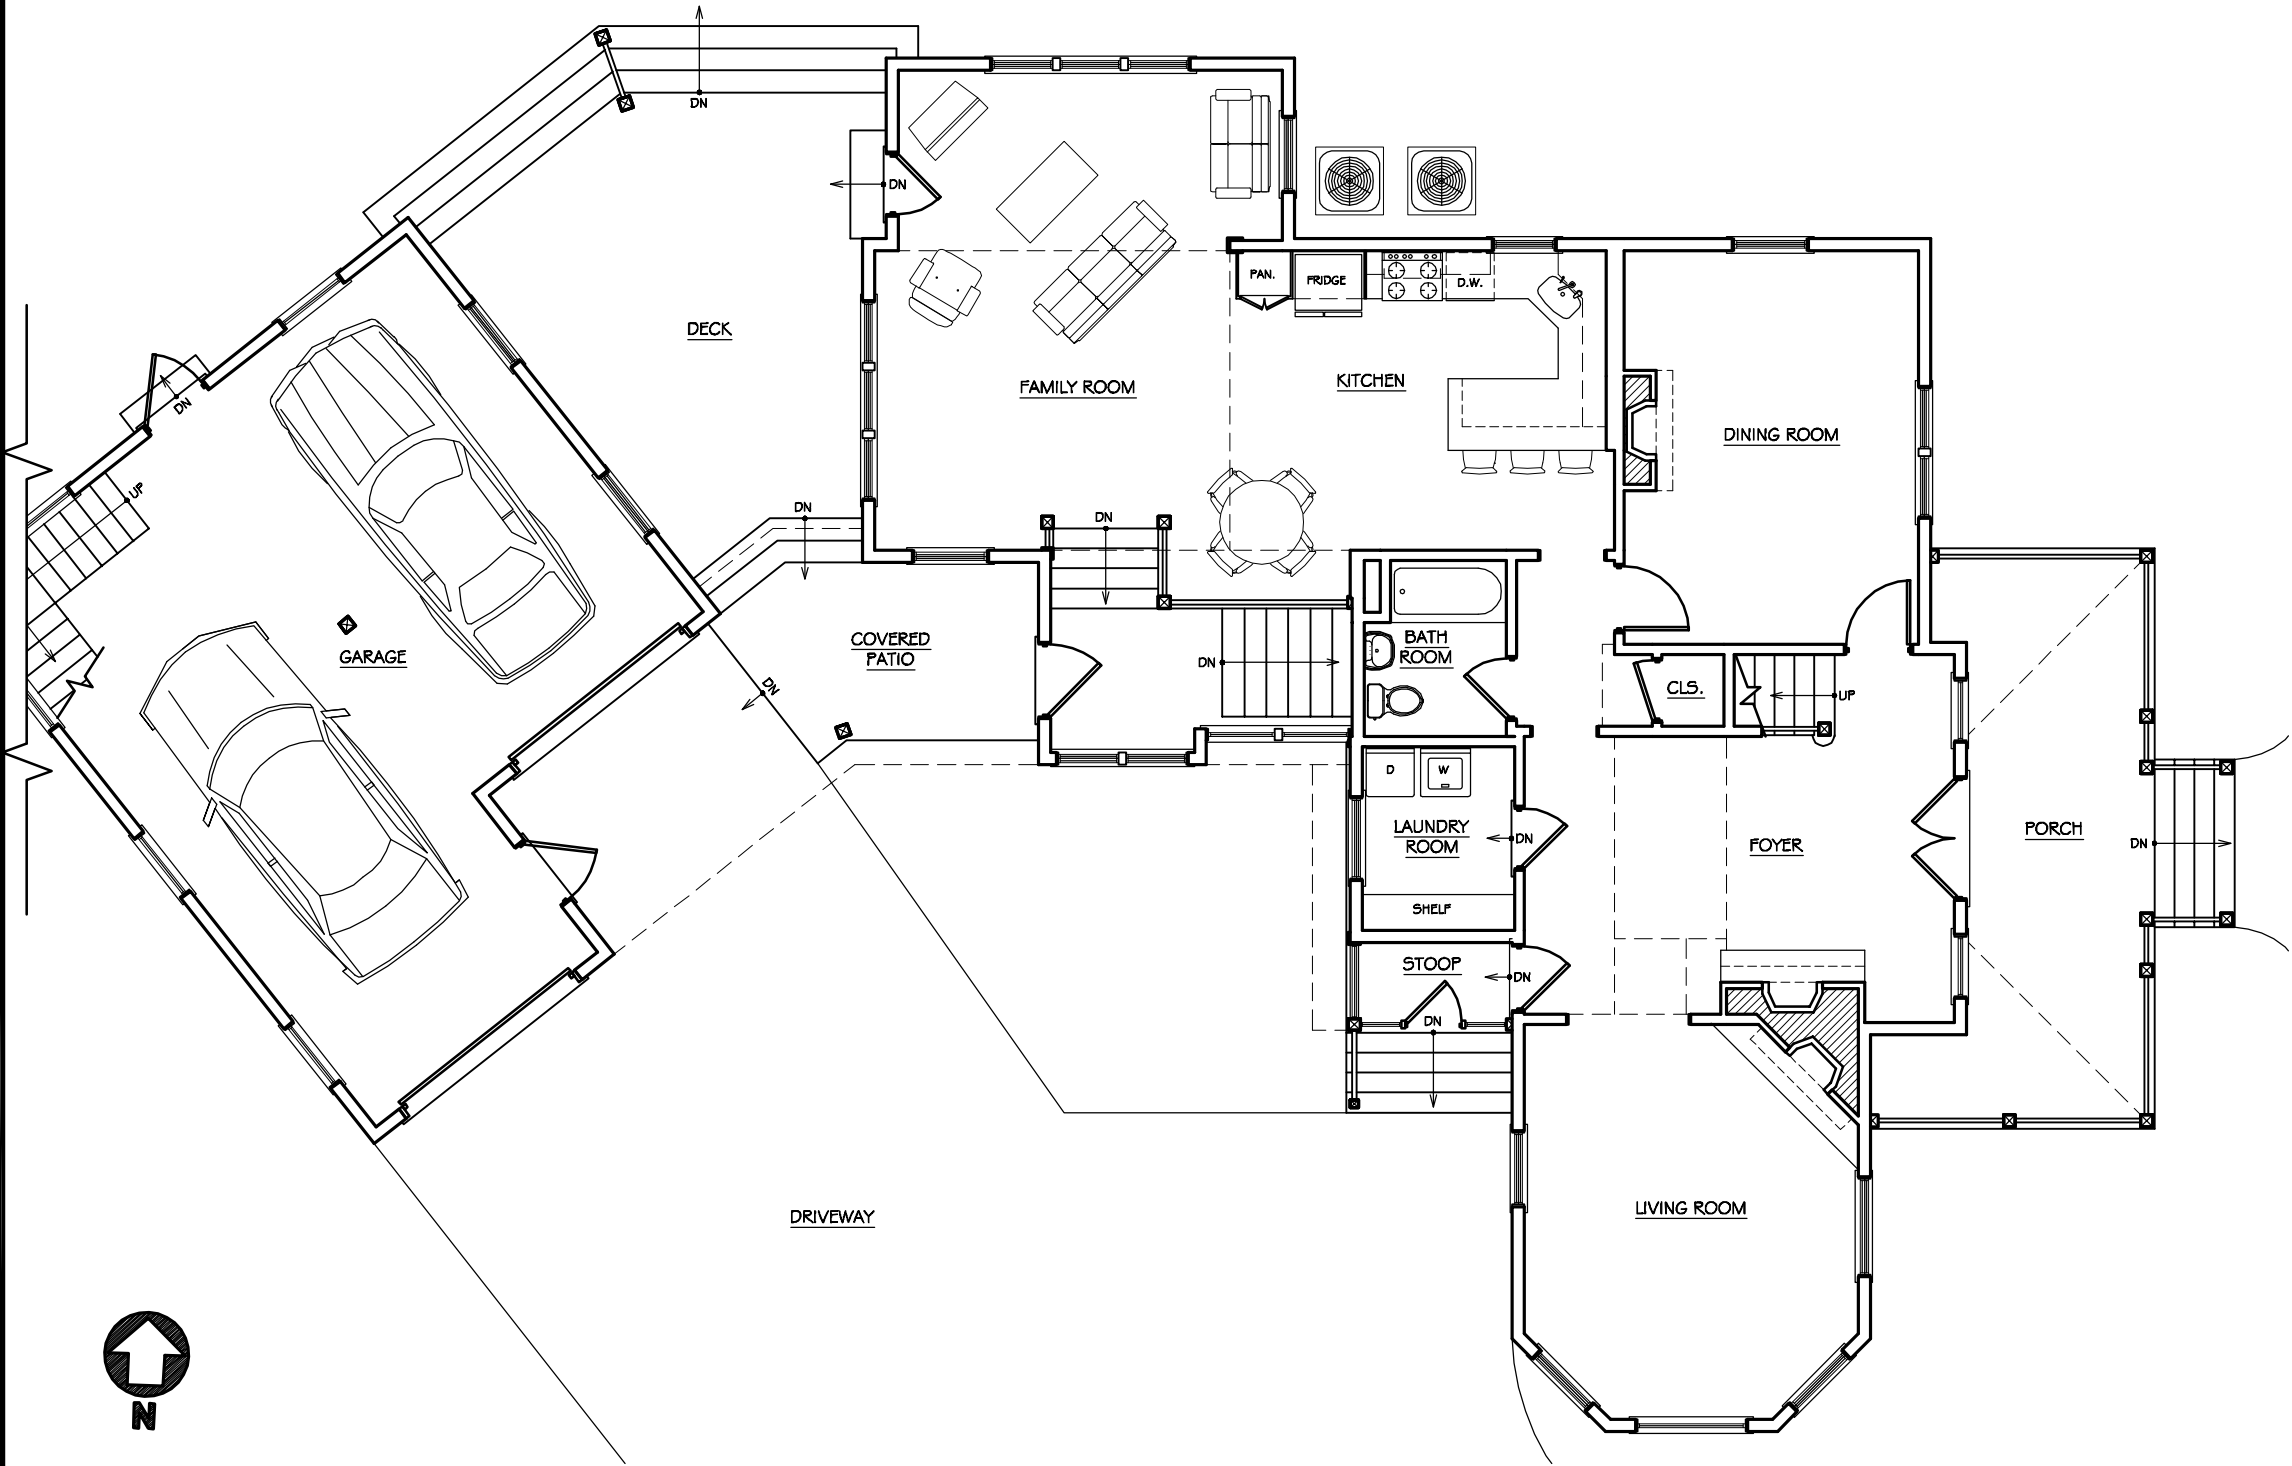 DN
DN
PAN.
FRIDGE
D.W.
DECK
FAMILY ROOM
KITCHEN
DINING ROOM
DN
UP
DN
DN
COVERED
PATIO
GARAGE
BATH
ROOM
DN
CLS.
UP
DN
D
W
LAUNDRY
ROOM
DN
FOYER
PORCH
DN
SHELF
STOOP
DN
DN
LIVING ROOM
DRIVEWAY
N